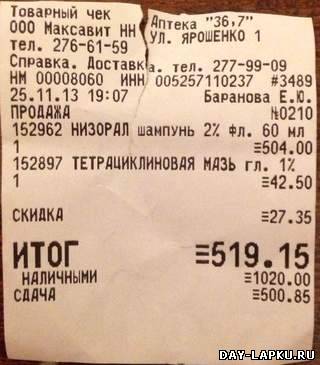 Товарный чек
ООО Максавит НН Аптека "36,7"
тел. 276-61-59 УЛ. ЯРОШЕНКО 1
Справка. Доставка. тел. 277-99-09
НМ 00008060 ИНН 005257110237 #3489
25.11.13 19:07 Баранова Е.Ю.
ПРОДАЖА №0210
152962 НИЗОРАЛ шампунь 2% фл. 60 мл
1 ≡504.00
152897 ТЕТРАЦИКЛИНОВАЯ МАЗЬ гл. 1%
1 ≡42.50
СКИДКА ≡27.35
ИТОГ ≡519.15
НАЛИЧНЫМИ ≡1020.00
СДАЧА ≡500.85
DAY-LAPKU.RU